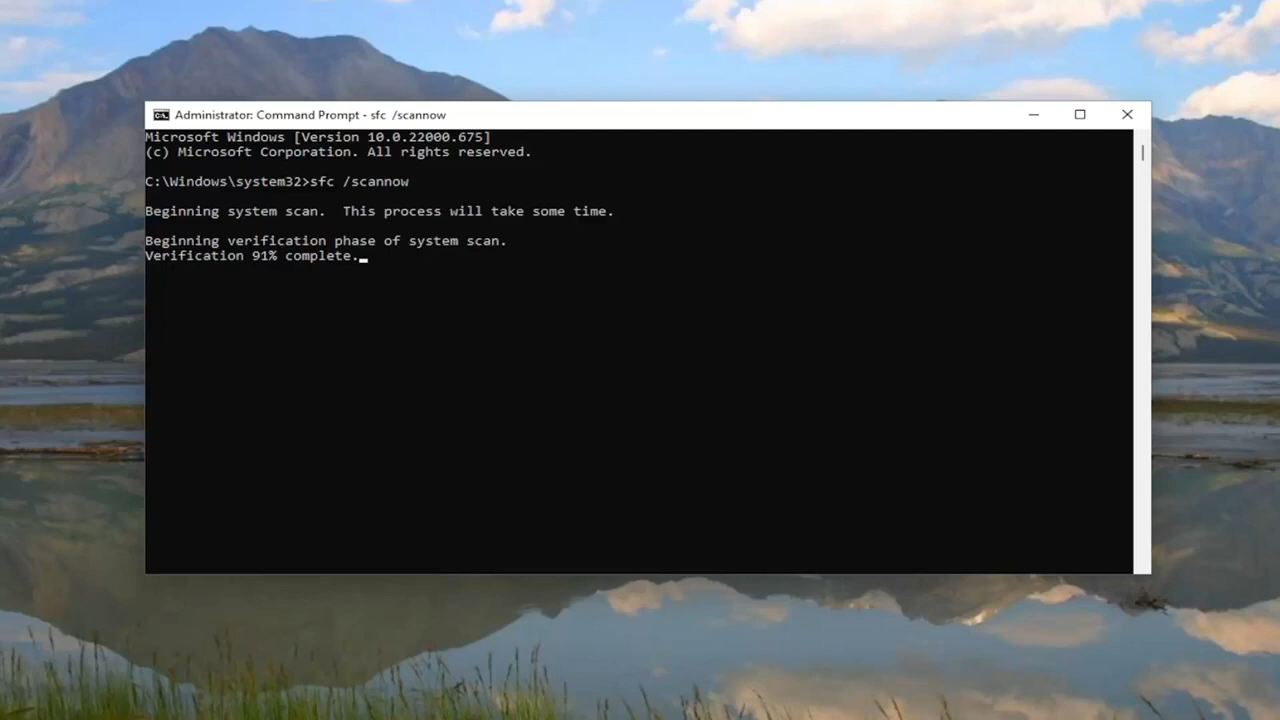 Administrator: Command Prompt - sfc  /scannow
Microsoft Windows [Version 10.0.22000.675]
(c) Microsoft Corporation. All rights reserved.
C:\Windows\system32>sfc /scannow
Beginning system scan.  This process will take some time.
Beginning verification phase of system scan.
Verification 91% complete.